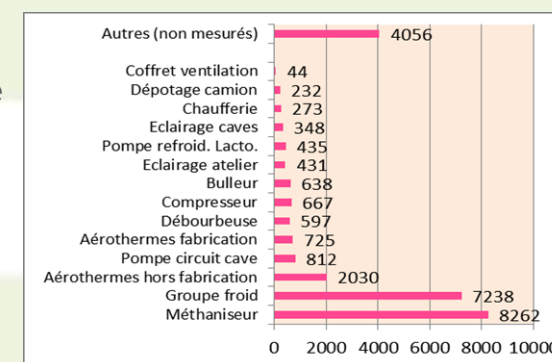 Autres (non mesurés) 4056
Coffret ventilation 44
Dépotage camion 232
Chaufferie 273
Eclairage caves 348
Pompe refroid. Lacto. 435
Eclairage atelier 431
Bulleur 638
Compresseur 667
Débourbeuse 597
Aérothermes fabrication 725
Pompe circuit cave 812
Aérothermes hors fabrication 2030
Groupe froid 7238
Méthaniseur 8262
0 2000 4000 6000 8000 10000